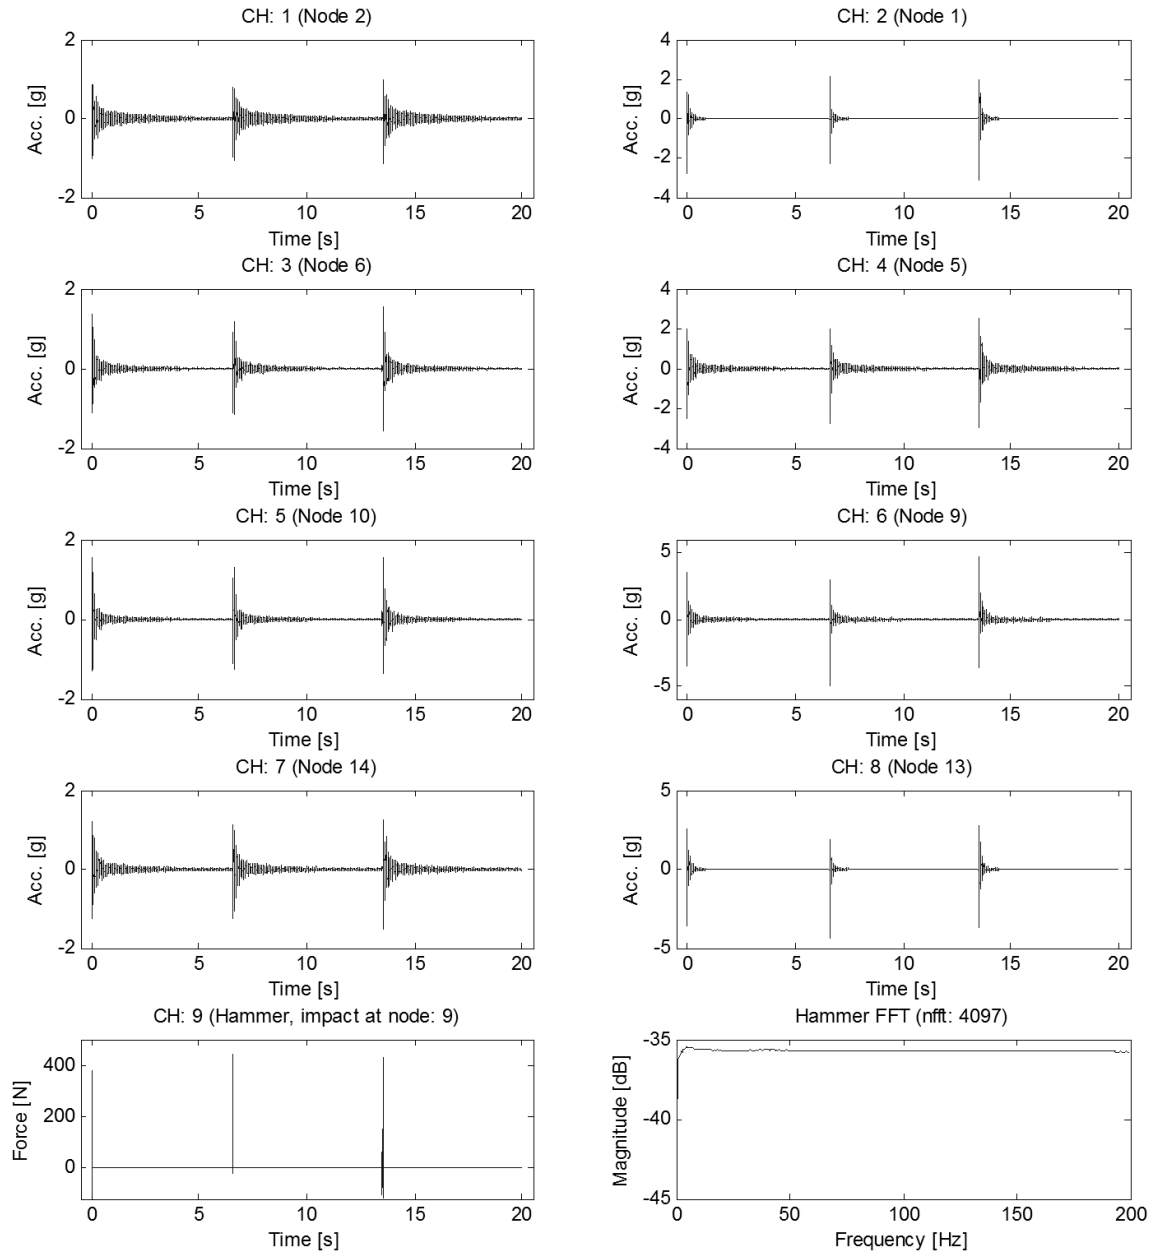 CH: 1 (Node 2)
2
0
-2
Acc. [g]
0 5 10 15 20
Time [s]
CH: 2 (Node 1)
4
2
0
-2
-4
Acc. [g]
0 5 10 15 20
Time [s]
CH: 3 (Node 6)
2
0
-2
Acc. [g]
0 5 10 15 20
Time [s]
CH: 4 (Node 5)
4
2
0
-2
-4
Acc. [g]
0 5 10 15 20
Time [s]
CH: 5 (Node 10)
2
0
-2
Acc. [g]
0 5 10 15 20
Time [s]
CH: 6 (Node 9)
5
0
-5
Acc. [g]
0 5 10 15 20
Time [s]
CH: 7 (Node 14)
2
0
-2
Acc. [g]
0 5 10 15 20
Time [s]
CH: 8 (Node 13)
5
0
-5
Acc. [g]
0 5 10 15 20
Time [s]
CH: 9 (Hammer, impact at node: 9)
400
200
0
Force [N]
0 5 10 15 20
Time [s]
Hammer FFT (nfft: 4097)
-35
-40
-45
Magnitude [dB]
0 50 100 150 200
Frequency [Hz]